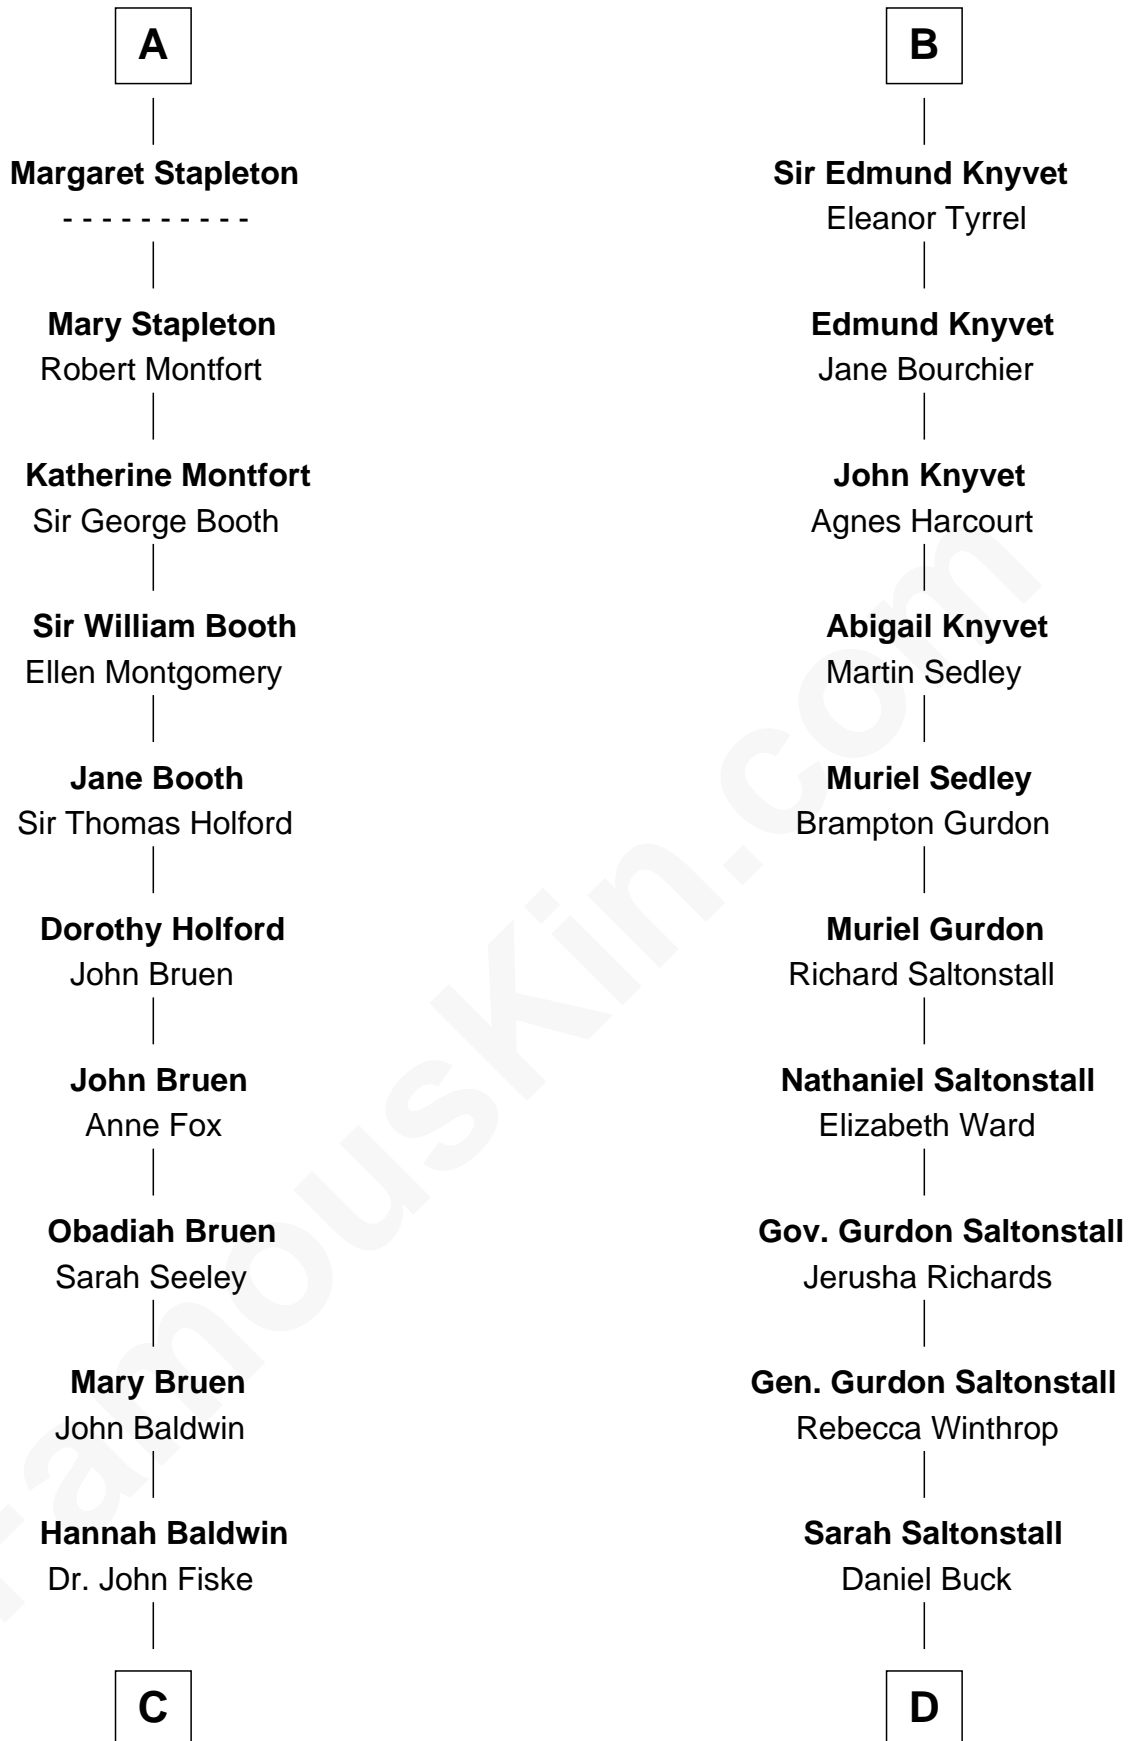 A
Margaret Stapleton
- - - - - - - - - -
Mary Stapleton
Robert Montfort
Katherine Montfort
Sir George Booth
Sir William Booth
Ellen Montgomery
Jane Booth
Sir Thomas Holford
Dorothy Holford
John Bruen
John Bruen
Anne Fox
Obadiah Bruen
Sarah Seeley
Mary Bruen
John Baldwin
Hannah Baldwin
Dr. John Fiske
C
B
Sir Edmund Knyvet
Eleanor Tyrrel
Edmund Knyvet
Jane Bourchier
John Knyvet
Agnes Harcourt
Abigail Knyvet
Martin Sedley
Muriel Sedley
Brampton Gurdon
Muriel Gurdon
Richard Saltonstall
Nathaniel Saltonstall
Elizabeth Ward
Gov. Gurdon Saltonstall
Jerusha Richards
Gen. Gurdon Saltonstall
Rebecca Winthrop
Sarah Saltonstall
Daniel Buck
D
FamousKin.com